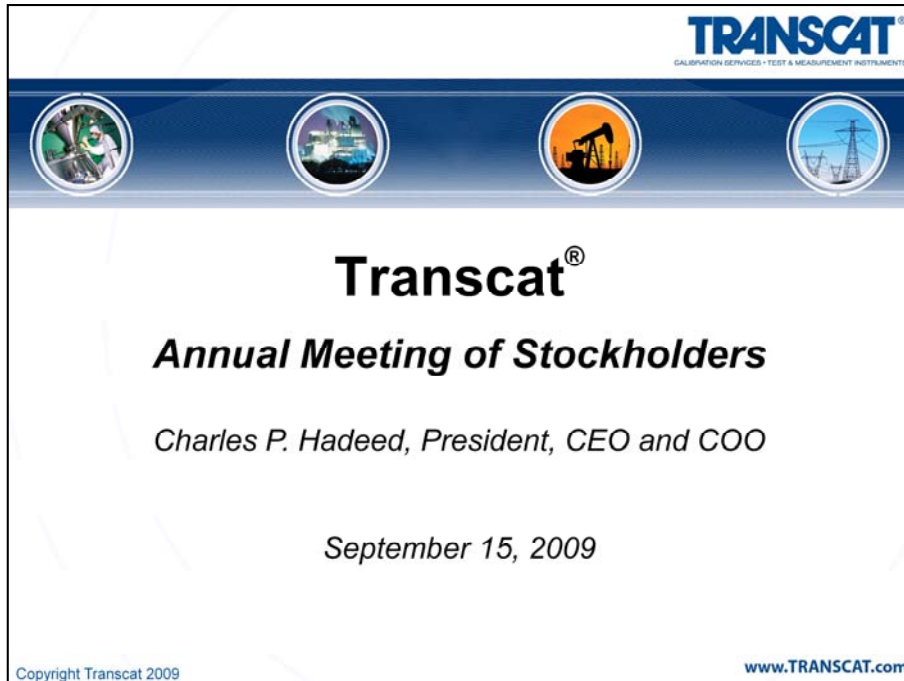 TRANSCAT®
CALIBRATION SERVICES • TEST & MEASUREMENT INSTRUMENTS
Transcat®
Annual Meeting of Stockholders
Charles P. Hadeed, President, CEO and COO
September 15, 2009
Copyright Transcat 2009
www.TRANSCAT.com